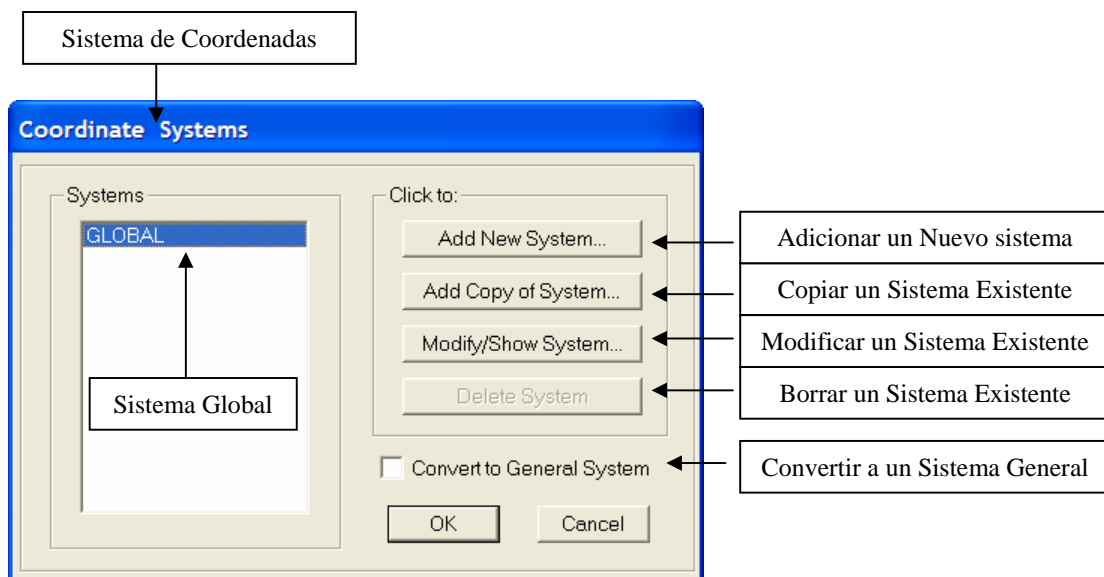 Sistema de Coordenadas
Coordinate Systems
Systems
GLOBAL
Sistema Global
Click to:
Add New System...
Add Copy of System...
Modify/Show System...
Delete System
Convert to General System
OK
Cancel
Adicionar un Nuevo sistema
Copiar un Sistema Existente
Modificar un Sistema Existente
Borrar un Sistema Existente
Convertir a un Sistema General